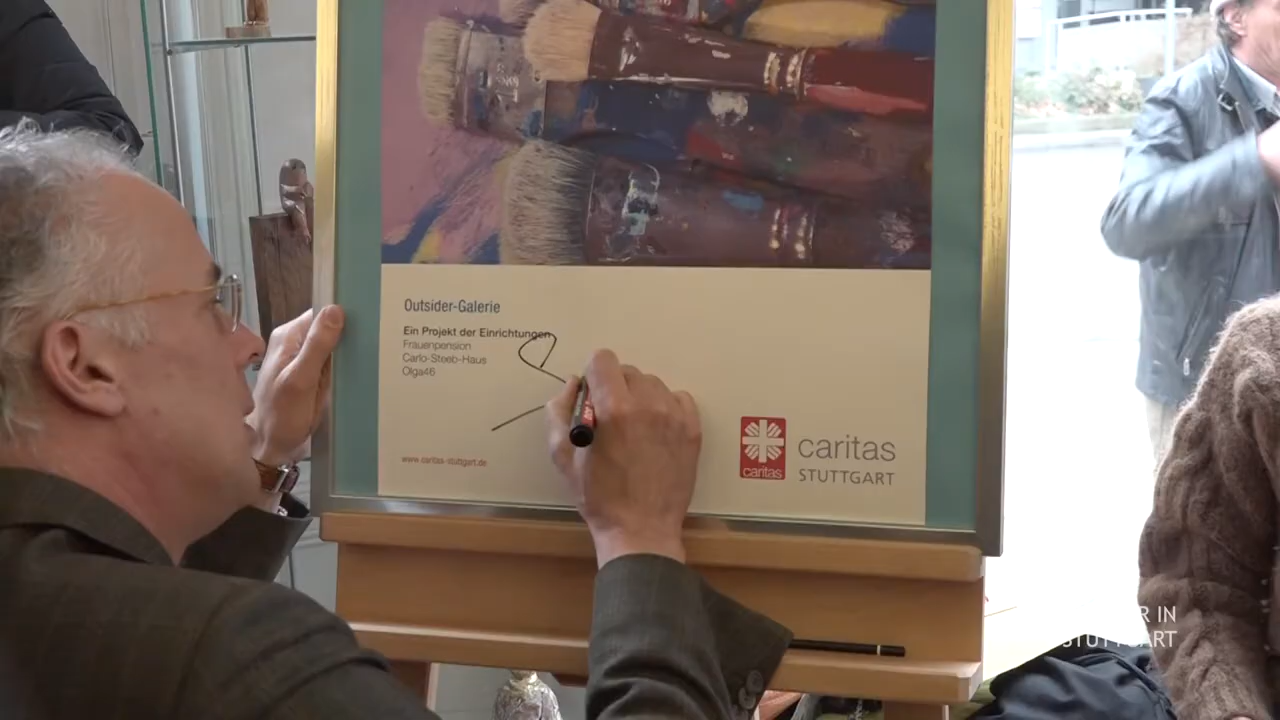 Outsider-Galerie
Ein Projekt der Einrichtungen
Frauenpension
Carlo-Steeb-Haus
Olga46
www.caritas-stuttgart.de
caritas
caritas
STUTTGART
R IN
STUTTGART